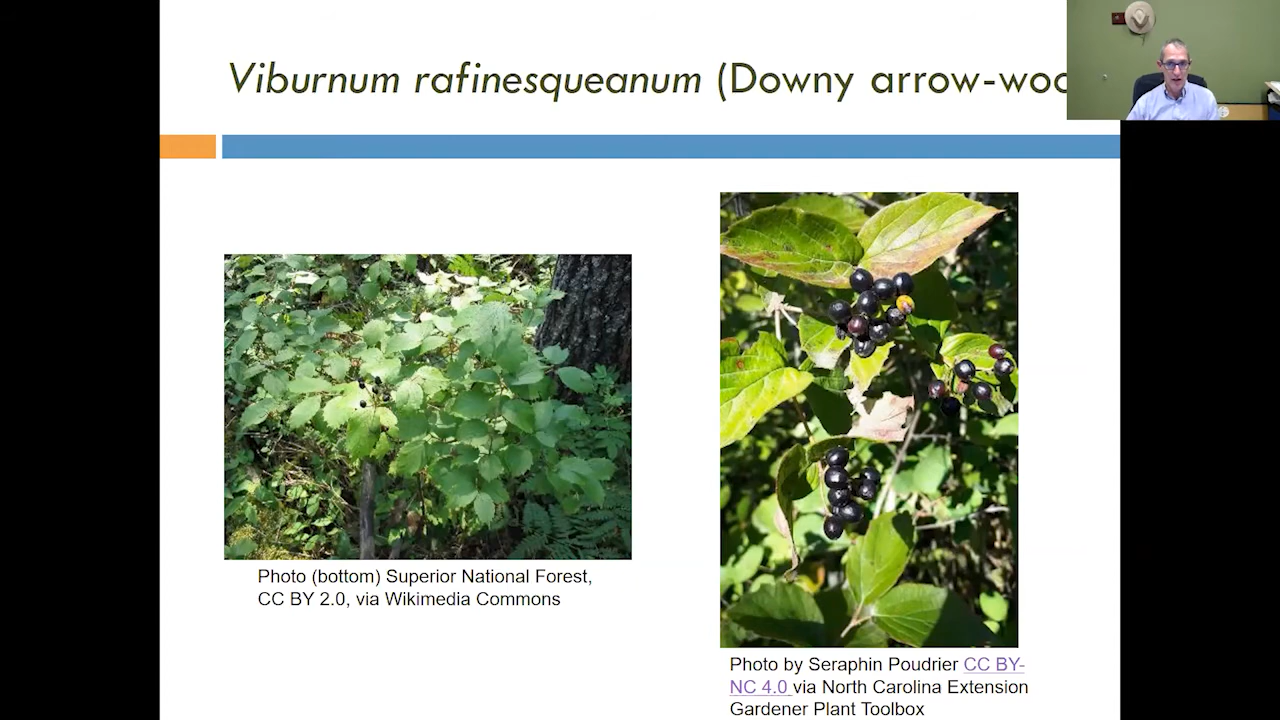 Viburnum rafinesqueanum (Downy arrow-woo
Photo (bottom) Superior National Forest,
CC BY 2.0, via Wikimedia Commons
Photo by Seraphin Poudrier CC BY-
NC 4.0 via North Carolina Extension
Gardener Plant Toolbox